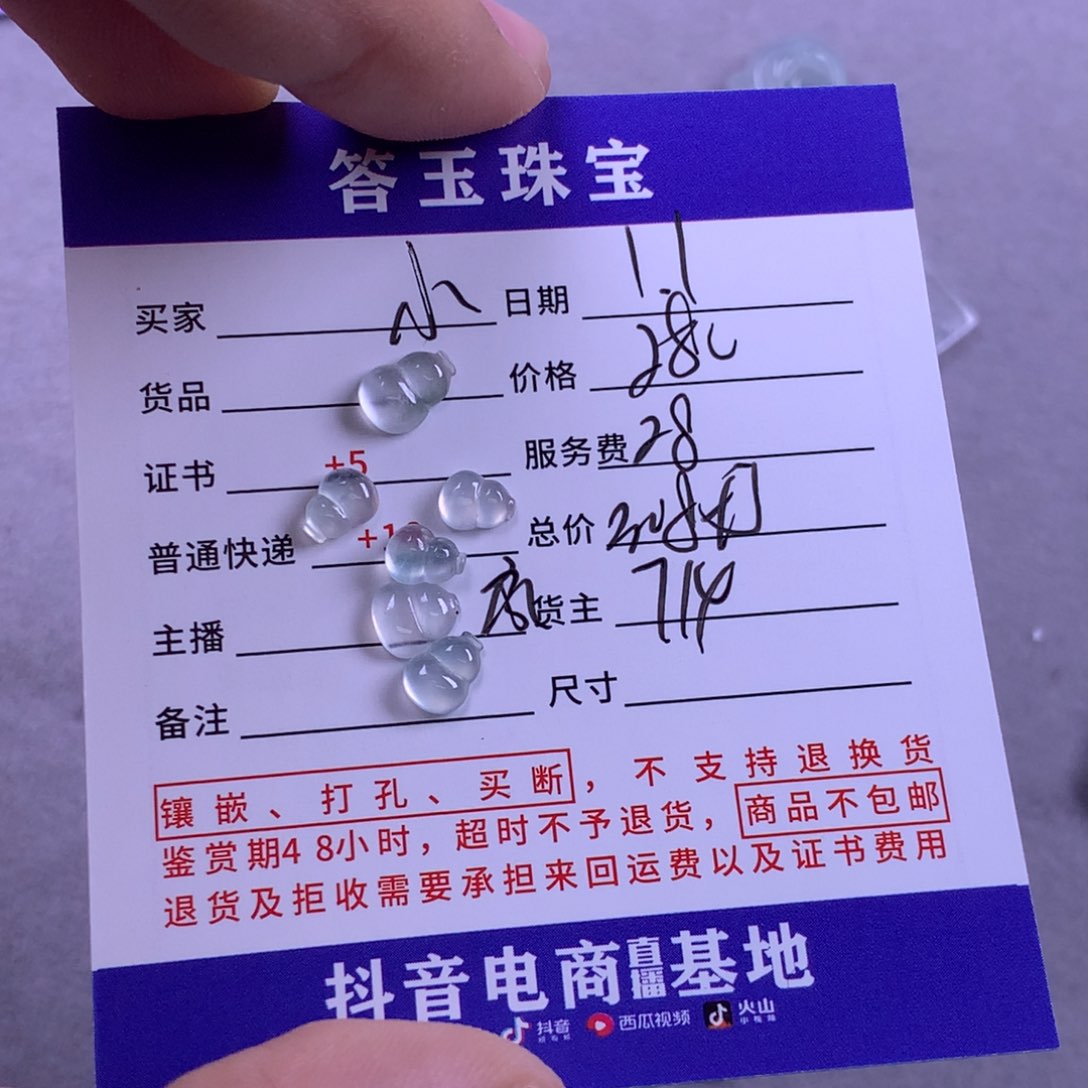 答玉珠宝
买家 小 日期 1.1
货品 价格 280
证书 +5 服务费 28
普通快递 总价 308
主播 货主 714
备注 尺寸
镶嵌、打孔、买断，不支持退换货
鉴赏期48小时，超时不予退货，商品不包邮
退货及拒收需要承担来回运费以及证书费用
抖音电商直播基地
抖音 西瓜视频 火山